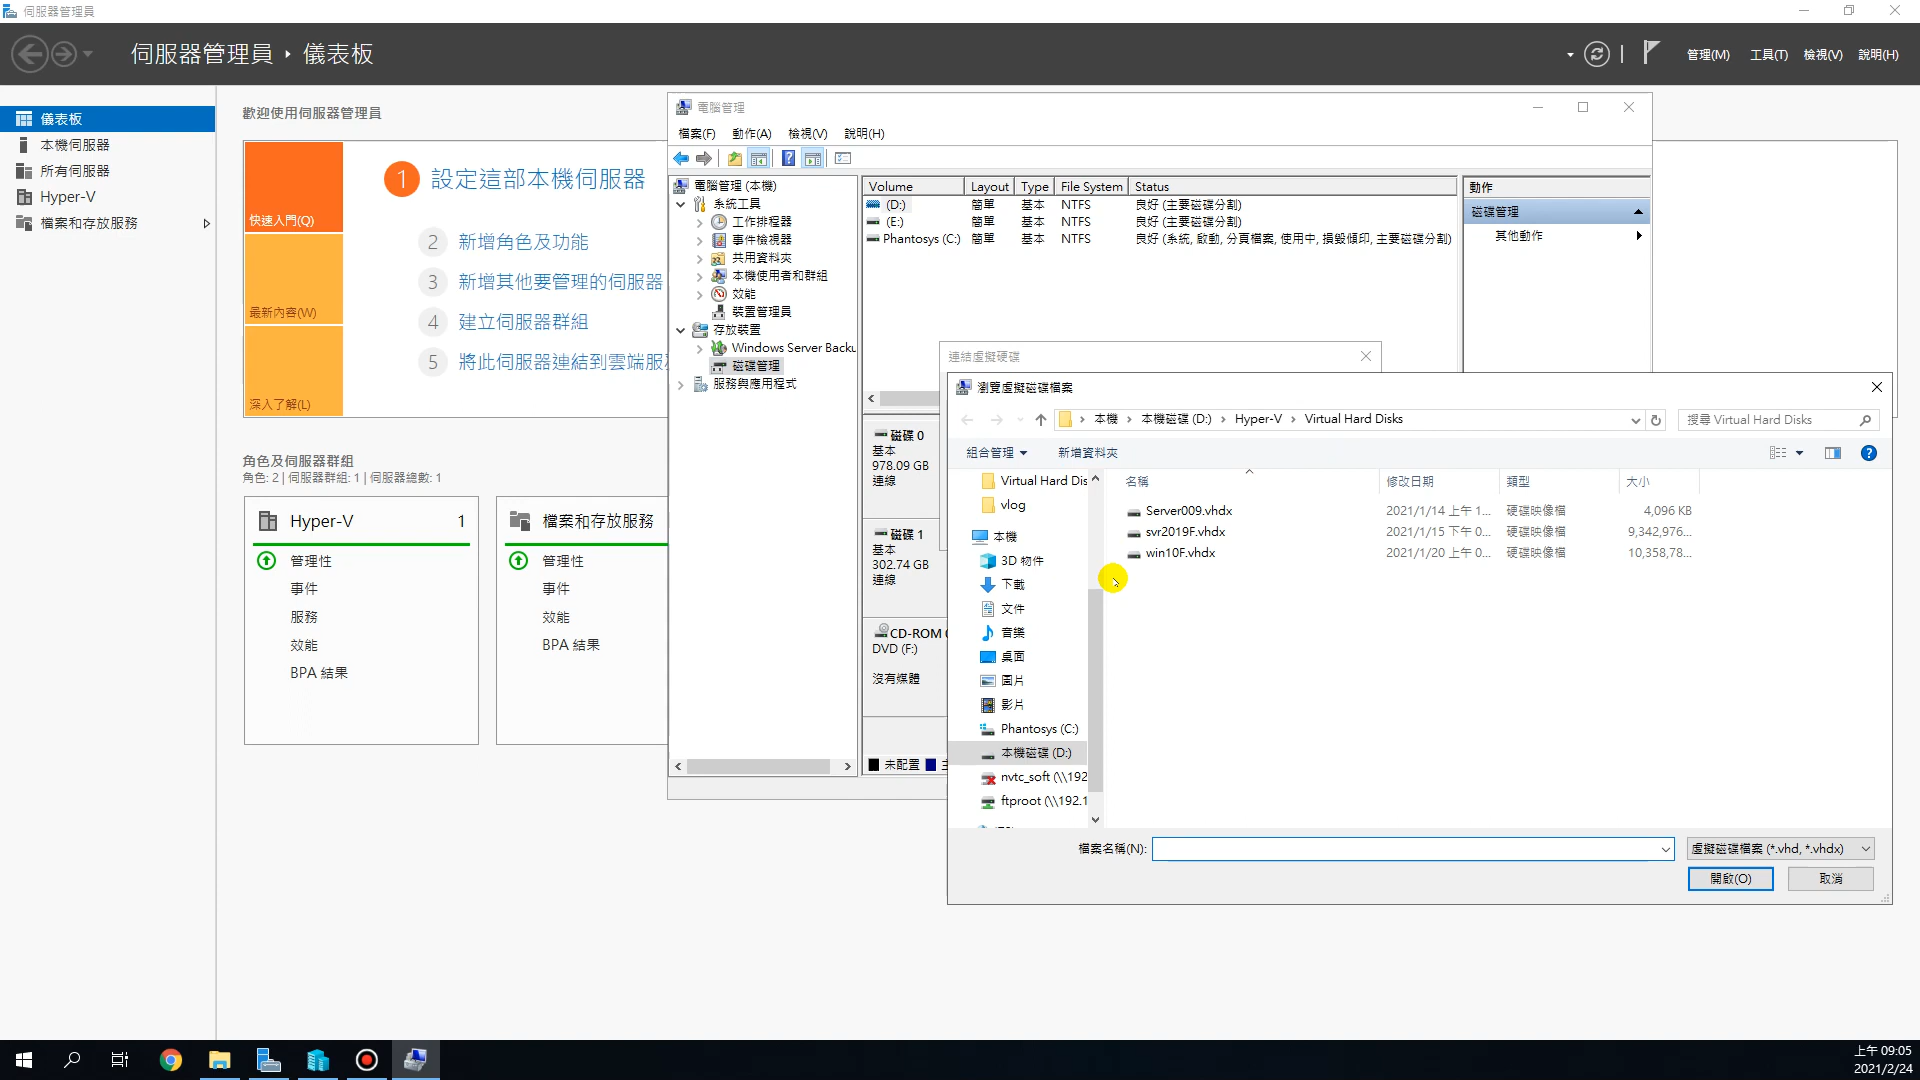 伺服器管理員
伺服器管理員 ‣ 儀表板
管理(M) 工具(T) 檢視(V) 說明(H)
儀表板
本機伺服器
所有伺服器
Hyper-V
檔案和存放服務
歡迎使用伺服器管理員
快速入門(Q)
最新內容(W)
深入了解(L)
1 設定這部本機伺服器
2 新增角色及功能
3 新增其他要管理的伺服器
4 建立伺服器群組
5 將此伺服器連結到雲端服
角色及伺服器群組
角色: 2 | 伺服器群組: 1 | 伺服器總數: 1
Hyper-V 1
管理性
事件
服務
效能
BPA 結果
檔案和存放服務
管理性
事件
效能
BPA 結果
電腦管理
檔案(F) 動作(A) 檢視(V) 說明(H)
電腦管理 (本機)
系統工具
工作排程器
事件檢視器
共用資料夾
本機使用者和群組
效能
裝置管理員
存放裝置
Windows Server Backu
磁碟管理
服務與應用程式
Volume Layout Type File System Status
(D:) 簡單 基本 NTFS 良好 (主要磁碟分割)
(E:) 簡單 基本 NTFS 良好 (主要磁碟分割)
Phantosys (C:) 簡單 基本 NTFS 良好 (系統, 啟動, 分頁檔案, 使用中, 損毀傾印, 主要磁碟分割)
動作
磁碟管理
其他動作
磁碟 0
基本
978.09 GB
連線
磁碟 1
基本
302.74 GB
連線
CD-ROM
DVD (F:)
沒有媒體
未配置
連結虛擬硬碟
瀏覽虛擬磁碟檔案
本機 › 本機磁碟 (D:) › Hyper-V › Virtual Hard Disks
搜尋 Virtual Hard Disks
組合管理 新增資料夾
Virtual Hard Dis
vlog
本機
3D 物件
下載
文件
音樂
桌面
圖片
影片
Phantosys (C:)
本機磁碟 (D:)
nvtc_soft (\\192
ftproot (\\192.1
名稱 修改日期 類型 大小
Server009.vhdx 2021/1/14 上午 1... 硬碟映像檔 4,096 KB
svr2019F.vhdx 2021/1/15 下午 0... 硬碟映像檔 9,342,976...
win10F.vhdx 2021/1/20 上午 0... 硬碟映像檔 10,358,78...
檔案名稱(N):
虛擬磁碟檔案 (*.vhd, *.vhdx)
開啟(O) 取消
上午 09:05
2021/2/24